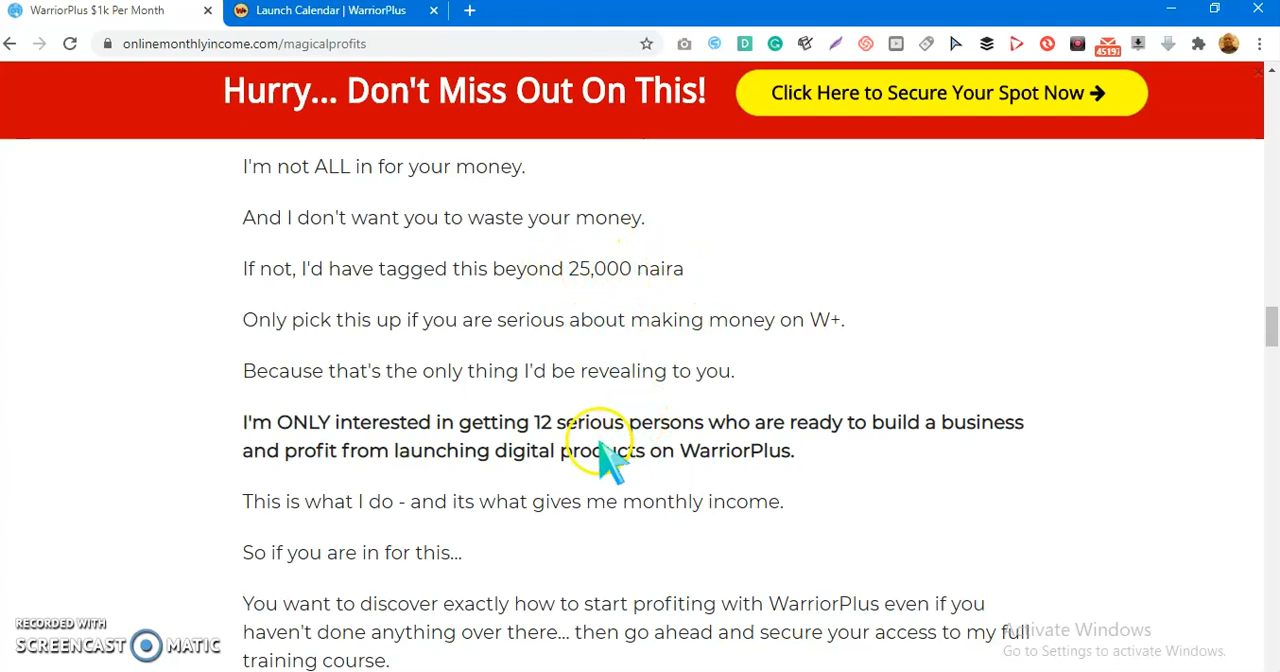 WarriorPlus $1k Per Month
Launch Calendar | WarriorPlus
onlinemonthlyincome.com/magicalprofits
45197
Hurry... Don't Miss Out On This!
Click Here to Secure Your Spot Now →
I'm not ALL in for your money.
And I don't want you to waste your money.
If not, I'd have tagged this beyond 25,000 naira
Only pick this up if you are serious about making money on W+.
Because that's the only thing I'd be revealing to you.
I'm ONLY interested in getting 12 serious persons who are ready to build a business
and profit from launching digital products on WarriorPlus.
This is what I do - and its what gives me monthly income.
So if you are in for this...
You want to discover exactly how to start profiting with WarriorPlus even if you
haven't done anything over there... then go ahead and secure your access to my full
training course.
Activate Windows
Go to Settings to activate Windows.
RECORDED WITH
SCREENCAST MATIC